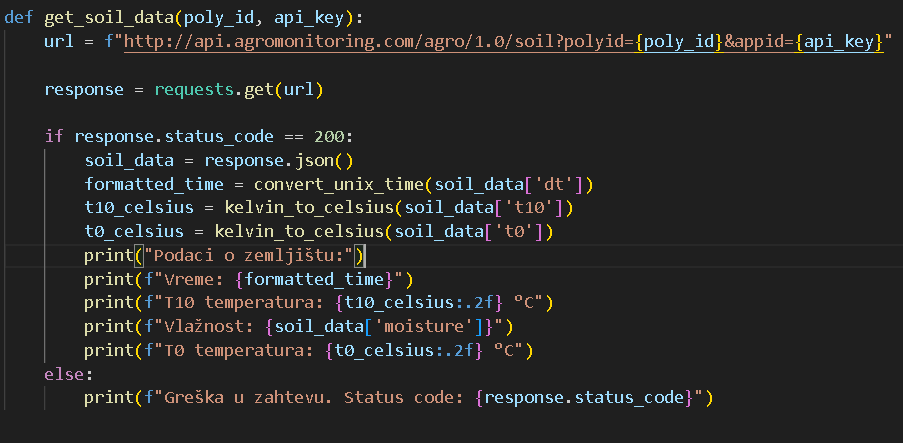 def get_soil_data(poly_id, api_key):
url = f"http://api.agromonitoring.com/agro/1.0/soil?polyid={poly_id}&appid={api_key}"
response = requests.get(url)
if response.status_code == 200:
soil_data = response.json()
formatted_time = convert_unix_time(soil_data['dt'])
t10_celsius = kelvin_to_celsius(soil_data['t10'])
t0_celsius = kelvin_to_celsius(soil_data['t0'])
print("Podaci o zemljištu:")
print(f"Vreme: {formatted_time}")
print(f"T10 temperatura: {t10_celsius:.2f} °C")
print(f"Vlažnost: {soil_data['moisture']}")
print(f"T0 temperatura: {t0_celsius:.2f} °C")
else:
print(f"Greška u zahtevu. Status code: {response.status_code}")